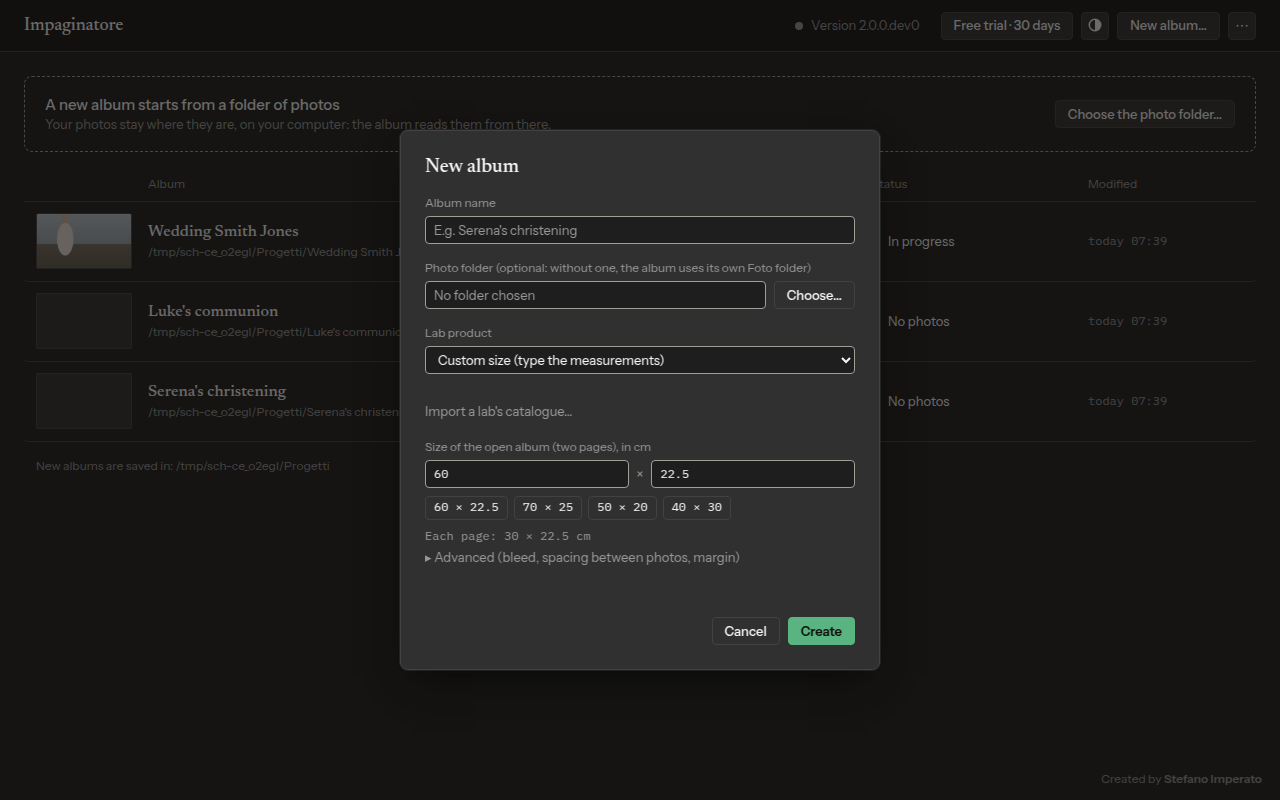 Impaginatore
Version 2.0.0.dev0
Free trial · 30 days
New album...
A new album starts from a folder of photos
Your photos stay where they are, on your computer: the album reads them from there.
Choose the photo folder...
Album
Modified
Wedding Smith Jones
/tmp/sch-ce_o2egl/Progetti/Wedding Smith
In progress
today 07:39
Luke's communion
/tmp/sch-ce_o2egl/Progetti/Luke's
No photos
today 07:39
Serena's christening
/tmp/sch-ce_o2egl/Progetti/Serena's
No photos
today 07:39
New albums are saved in: /tmp/sch-ce_o2egl/Progetti
New album
Album name
E.g. Serena's christening
Photo folder (optional: without one, the album uses its own Foto folder)
No folder chosen
Choose...
Lab product
Custom size (type the measurements)
Import a lab's catalogue...
Size of the open album (two pages), in cm
60 × 22.5
60 × 22.5
70 × 25
50 × 20
40 × 30
Each page: 30 × 22.5 cm
▸ Advanced (bleed, spacing between photos, margin)
Cancel
Create
Created by Stefano Imperato